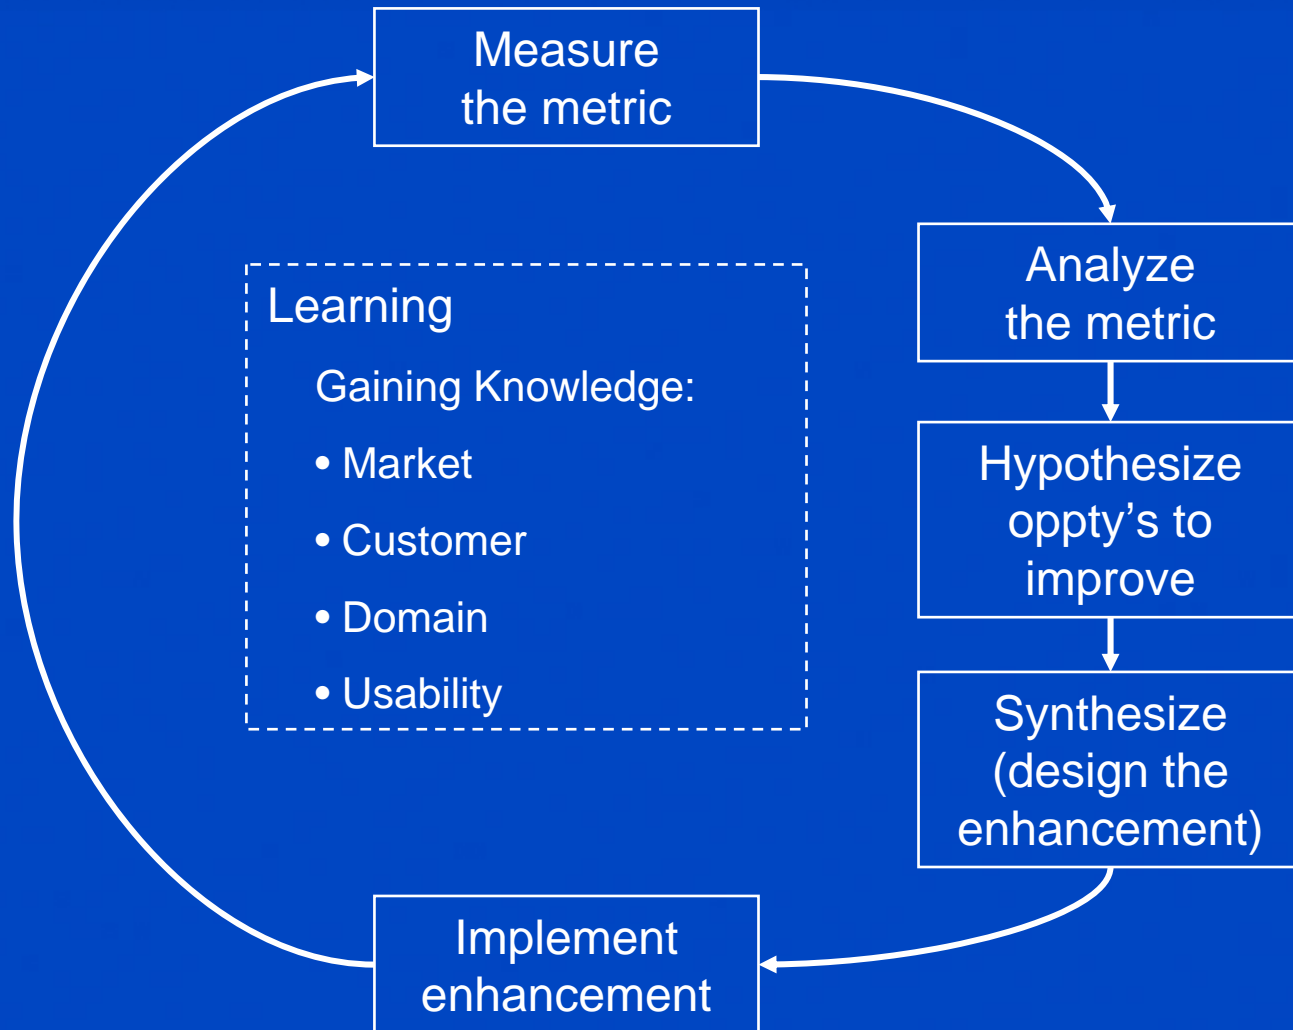 Measure
the metric
Analyze
the metric
Hypothesize
oppty’s to
improve
Synthesize
(design the
enhancement)
Implement
enhancement
Learning
Gaining Knowledge:
• Market
• Customer
• Domain
• Usability